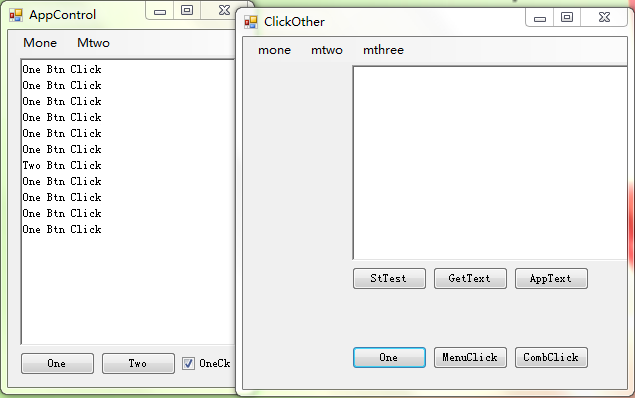 AppControl
Mone Mtwo
One Btn Click
One Btn Click
One Btn Click
One Btn Click
One Btn Click
One Btn Click
Two Btn Click
One Btn Click
One Btn Click
One Btn Click
One Btn Click
One Two OneCk
ClickOther
mone mtwo mthree
StTest GetText AppText
One MenuClick CombClick